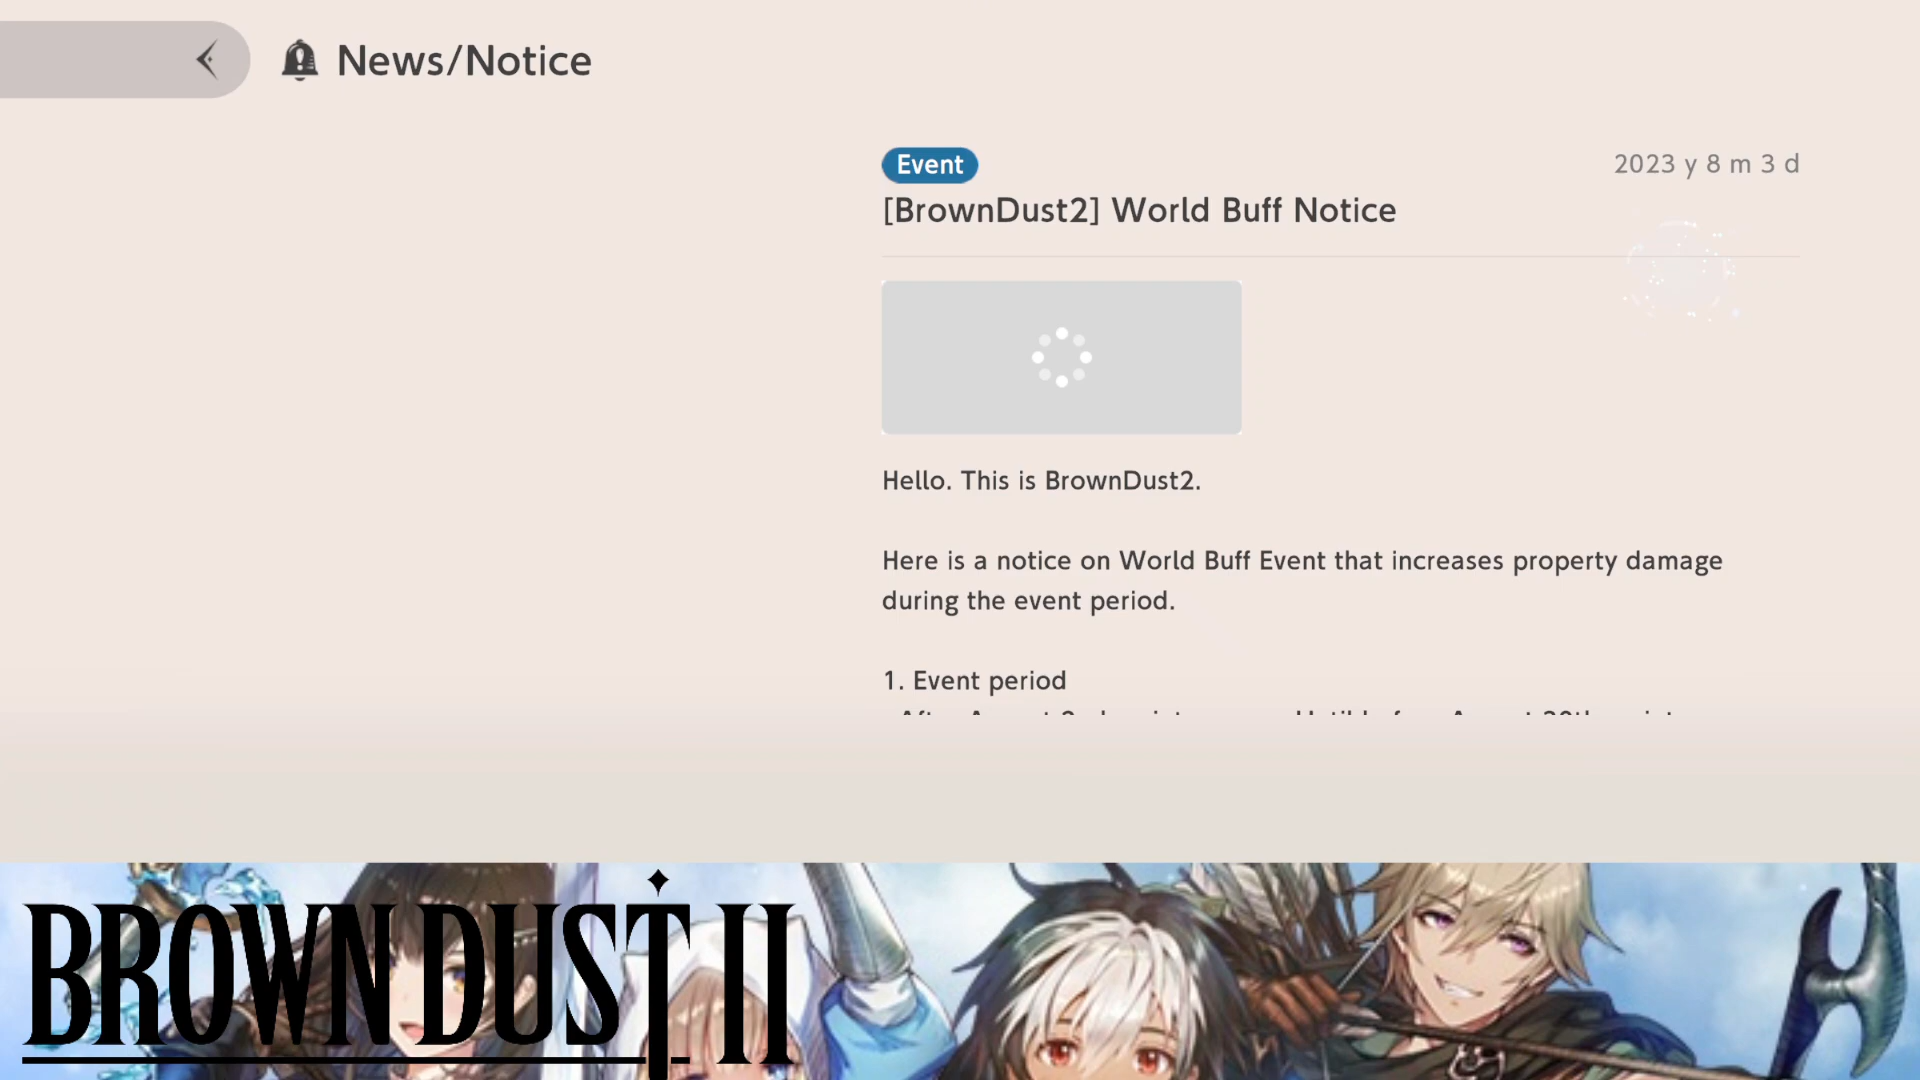 News/Notice
Event
2023 y 8 m 3 d
[BrownDust2] World Buff Notice
Hello. This is BrownDust2.
Here is a notice on World Buff Event that increases property damage
during the event period.
1. Event period
BROWN DUST II